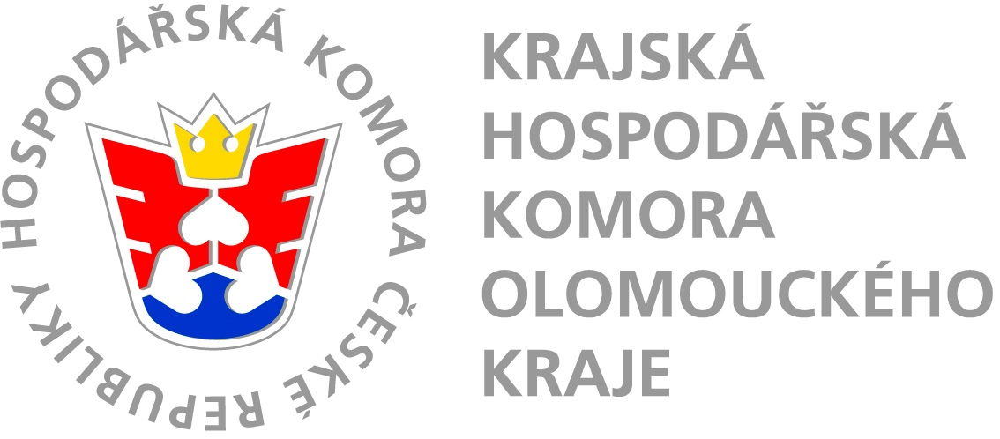 HOSPODÁŘSKÁ KOMORA ČESKÉ REPUBLIKY
KRAJSKÁ
HOSPODÁŘSKÁ
KOMORA
OLOMOUCKÉHO
KRAJE